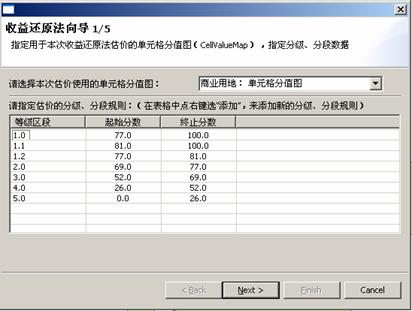 收益还原法向导 1/5
指定用于本次收益还原法估价的单元格分值图（CellValueMap），指定分级、分段数据
请选择本次估价使用的单元格分值图：
商业用地：单元格分值图
请指定估价的分级、分段规则：（在表格中点右键选"添加"，来添加新的分级、分段规则）
等级区段 起始分数 终止分数
1.0 77.0 100.0
1.1 81.0 100.0
1.2 77.0 81.0
2.0 69.0 77.0
3.0 52.0 69.0
4.0 26.0 52.0
5.0 0.0 26.0
< Back Next > Finish Cancel